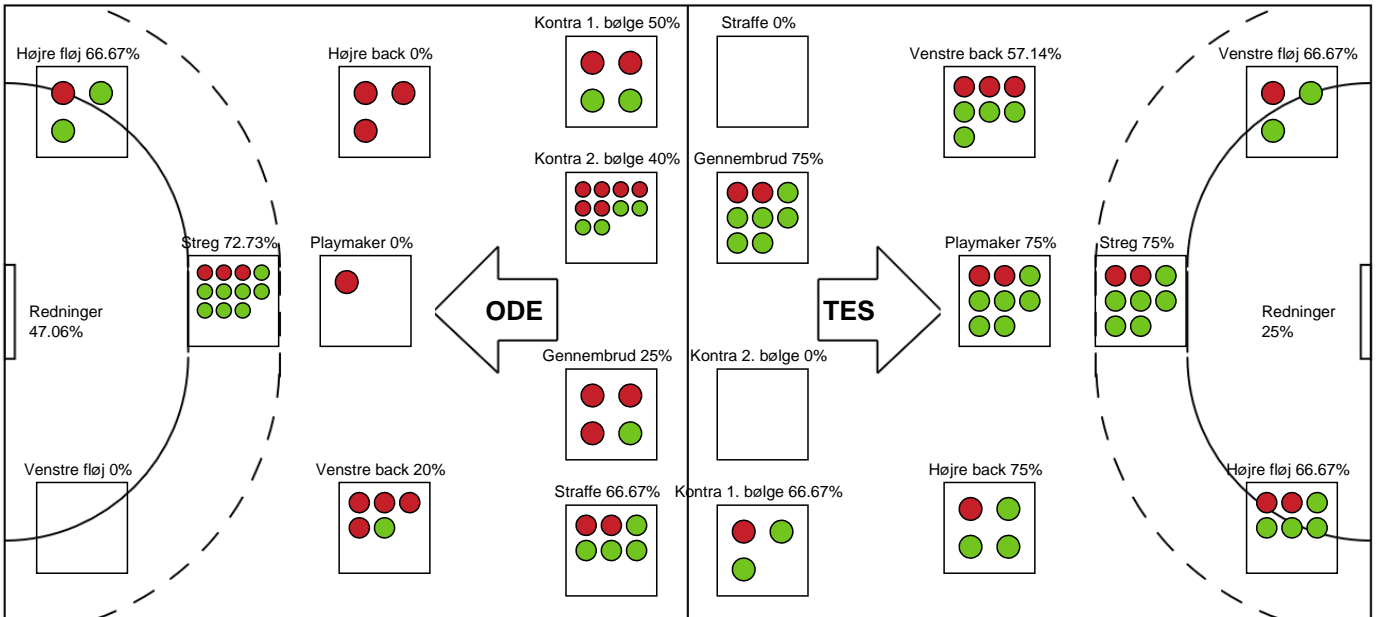 Kontra 1. bølge 50%
Straffe 0%
Højre fløj 66.67%
Højre back 0%
Venstre back 57.14%
Venstre fløj 66.67%
Kontra 2. bølge 40%
Gennembrud 75%
Streg 72.73%
Playmaker 0%
Playmaker 75%
Streg 75%
Redninger
47.06%
ODE
TES
Redninger
25%
Gennembrud 25%
Kontra 2. bølge 0%
Venstre fløj 0%
Venstre back 20%
Højre back 75%
Højre fløj 66.67%
Straffe 66.67%
Kontra 1. bølge 66.67%